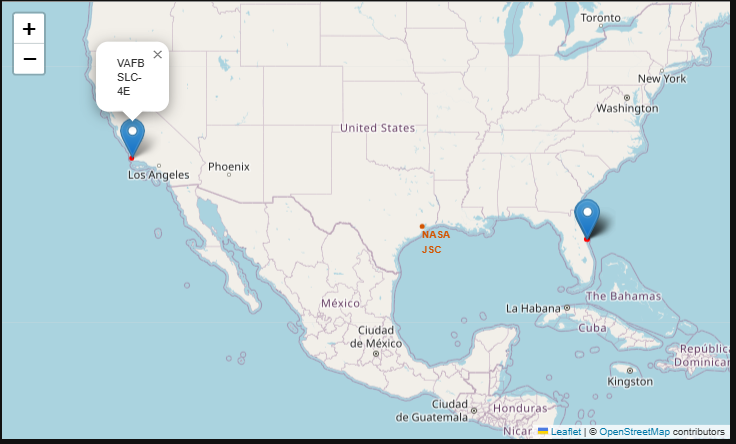 +
−
×
VAFB
SLC-
4E
Toronto
New York
Washington
United States
Los Angeles
Phoenix
NASA
JSC
La Habana
The Bahamas
México
Cuba
Ciudad
de México
Repúblic
Dominican
Kingston
Ciudad
de Guatemala
Honduras
Nicar
Leaflet | © OpenStreetMap contributors